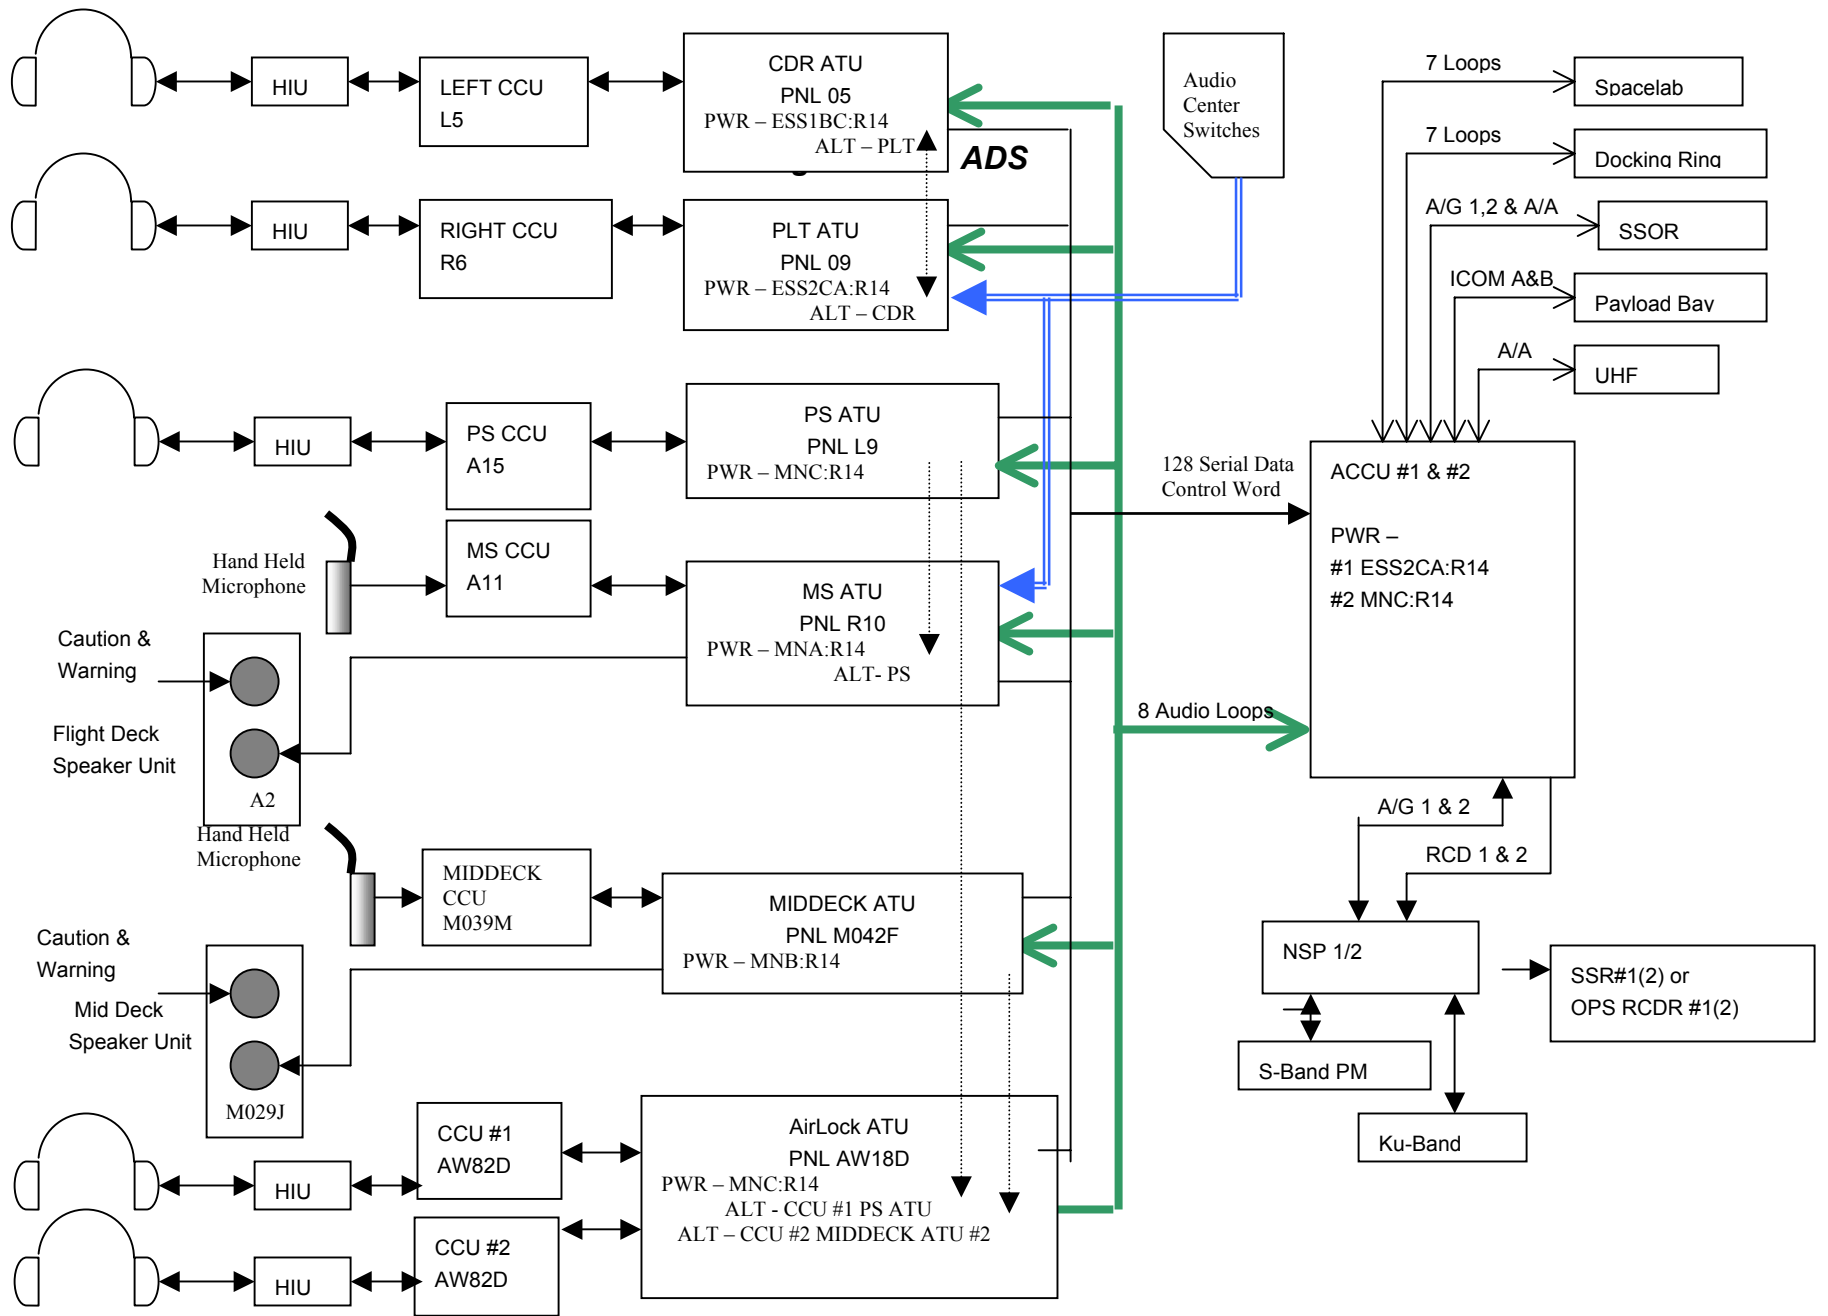 HIU
LEFT CCU
L5
CDR ATU
PNL 05
PWR – ESS1BC:R14
ALT – PLT
ADS
HIU
RIGHT CCU
R6
PLT ATU
PNL 09
PWR – ESS2CA:R14
ALT – CDR
Audio
Center
Switches
7 Loops
Spacelab
7 Loops
Docking Ring
A/G 1,2 & A/A
SSOR
ICOM A&B
Payload Bay
A/A
UHF
HIU
PS CCU
A15
PS ATU
PNL L9
PWR – MNC:R14
128 Serial Data
Control Word
ACCU #1 & #2
PWR –
#1 ESS2CA:R14
#2 MNC:R14
Hand Held
Microphone
MS CCU
A11
MS ATU
PNL R10
PWR – MNA:R14
ALT- PS
Caution &
Warning
Flight Deck
Speaker Unit
A2
8 Audio Loops
A/G 1 & 2
RCD 1 & 2
Hand Held
Microphone
MIDDECK
CCU
M039M
MIDDECK ATU
PNL M042F
PWR – MNB:R14
Caution &
Warning
Mid Deck
Speaker Unit
M029J
NSP 1/2
SSR#1(2) or
OPS RCDR #1(2)
S-Band PM
Ku-Band
HIU
CCU #1
AW82D
AirLock ATU
PNL AW18D
PWR – MNC:R14
ALT - CCU #1 PS ATU
ALT – CCU #2 MIDDECK ATU #2
HIU
CCU #2
AW82D